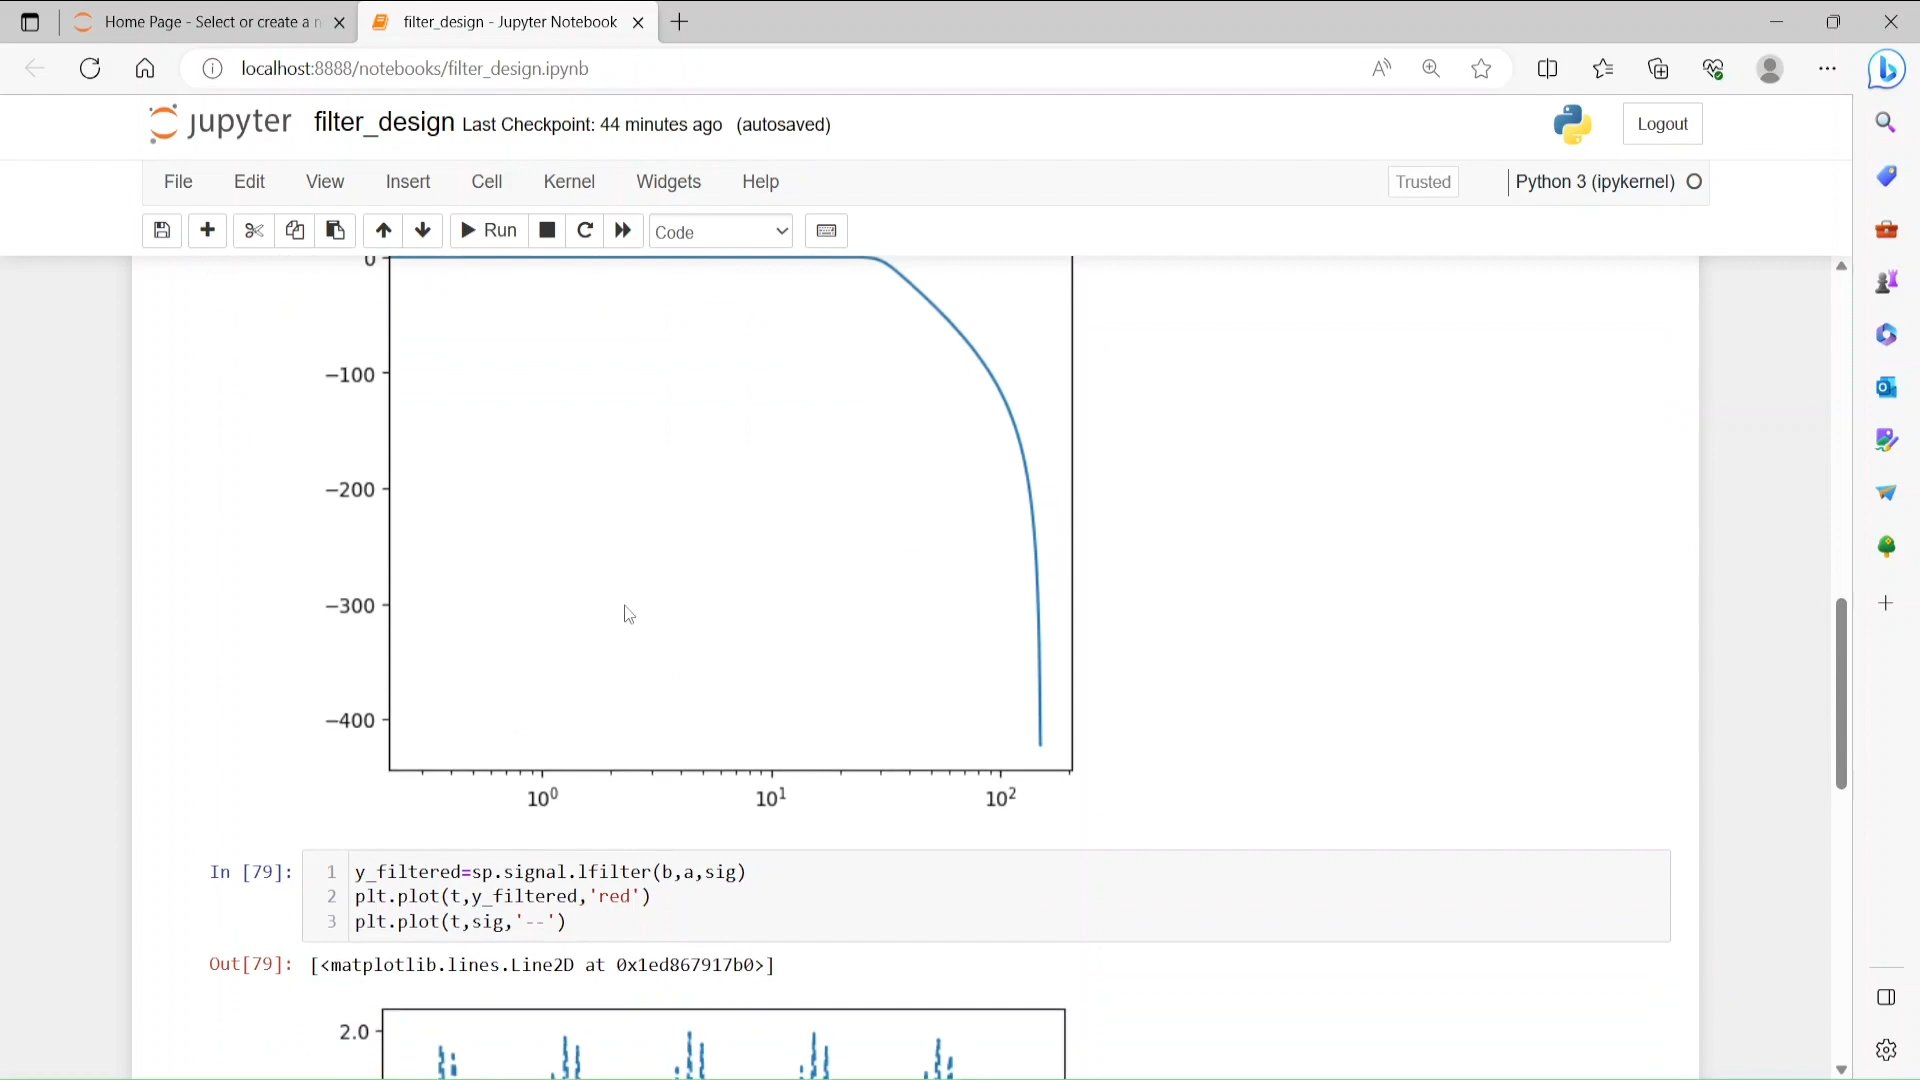 Home Page - Select or create a n
filter_design - Jupyter Notebook
localhost:8888/notebooks/filter_design.ipynb
jupyter filter_design Last Checkpoint: 44 minutes ago (autosaved)
Logout
File Edit View Insert Cell Kernel Widgets Help
Trusted
Python 3 (ipykernel)
Run
Code
0
−100
−200
−300
−400
10⁰ 10¹ 10²
In [79]:
1 y_filtered=sp.signal.lfilter(b,a,sig)
2 plt.plot(t,y_filtered,'red')
3 plt.plot(t,sig,'--')
Out[79]: [<matplotlib.lines.Line2D at 0x1ed867917b0>]
2.0